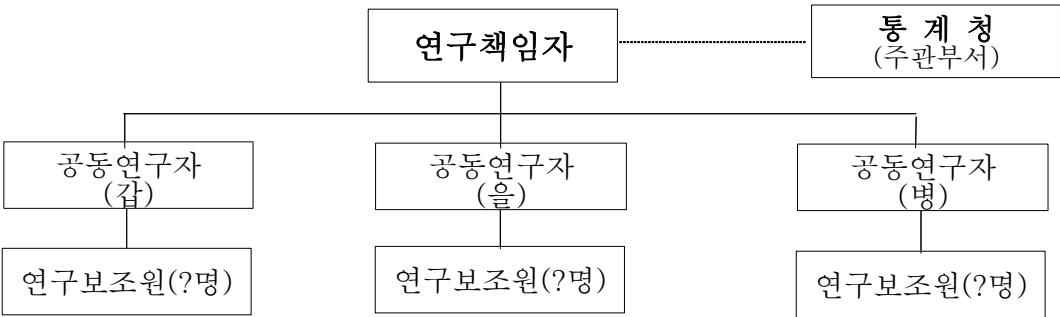 연구책임자
통 계 청
(주관부서)
공동연구자
(갑)
공동연구자
(을)
공동연구자
(병)
연구보조원(?명)
연구보조원(?명)
연구보조원(?명)